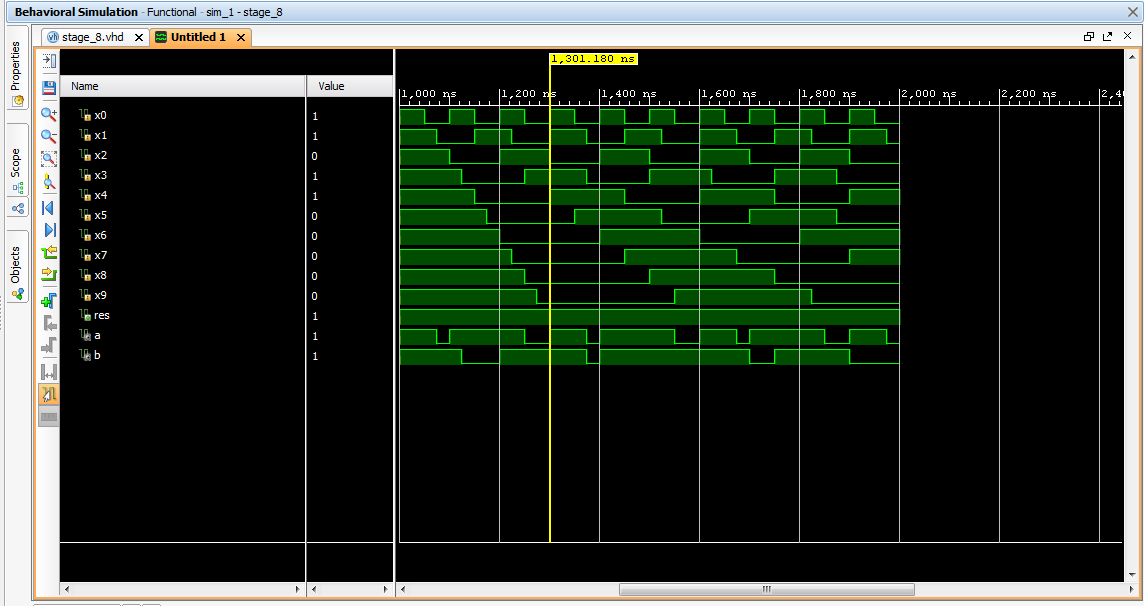 Behavioral Simulation - Functional - sim_1 - stage_8
Properties
Scope
Objects
stage_8.vhd
Untitled 1
Name
Value
1,301.180 ns
1,000 ns
1,200 ns
1,400 ns
1,600 ns
1,800 ns
2,000 ns
2,200 ns
2,4
x0 1
x1 1
x2 0
x3 1
x4 1
x5 0
x6 0
x7 0
x8 0
x9 0
res 1
a 1
b 1